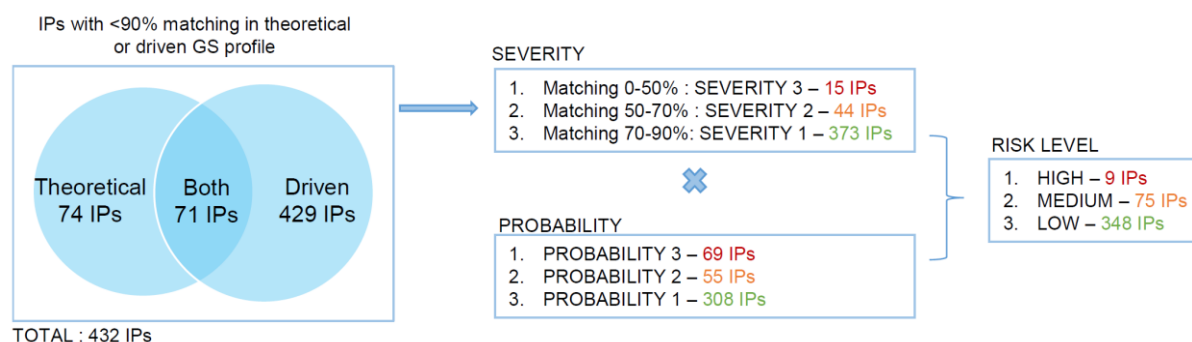 IPs with <90% matching in theoretical
or driven GS profile
Theoretical
74 IPs
Both
71 IPs
Driven
429 IPs
TOTAL : 432 IPs
SEVERITY
1. Matching 0-50% : SEVERITY 3 – 15 IPs
2. Matching 50-70% : SEVERITY 2 – 44 IPs
3. Matching 70-90%: SEVERITY 1 – 373 IPs
PROBABILITY
1. PROBABILITY 3 – 69 IPs
2. PROBABILITY 2 – 55 IPs
3. PROBABILITY 1 – 308 IPs
RISK LEVEL
1. HIGH – 9 IPs
2. MEDIUM – 75 IPs
3. LOW – 348 IPs